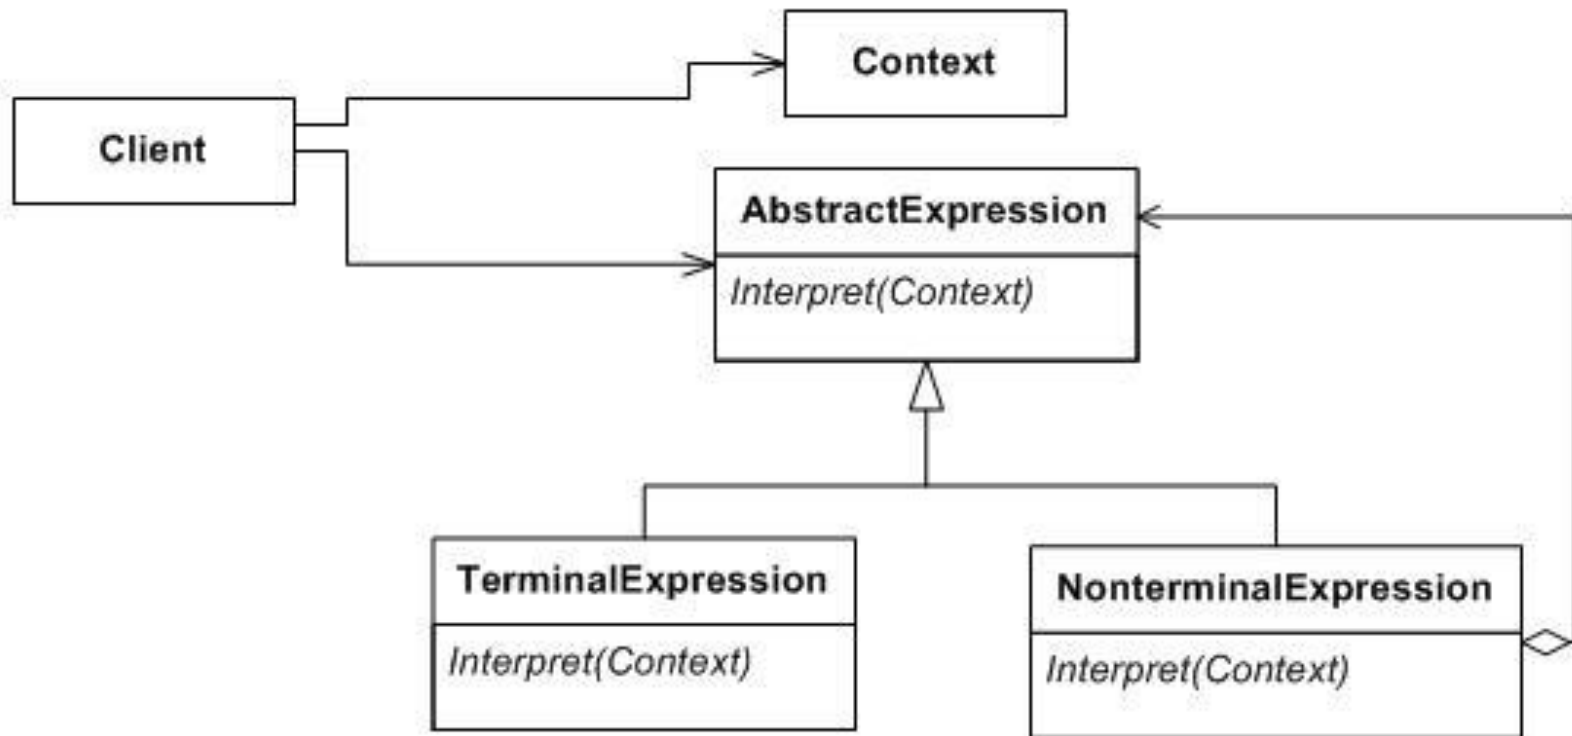 Context
Client
AbstractExpression
Interpret(Context)
TerminalExpression
Interpret(Context)
NonterminalExpression
Interpret(Context)